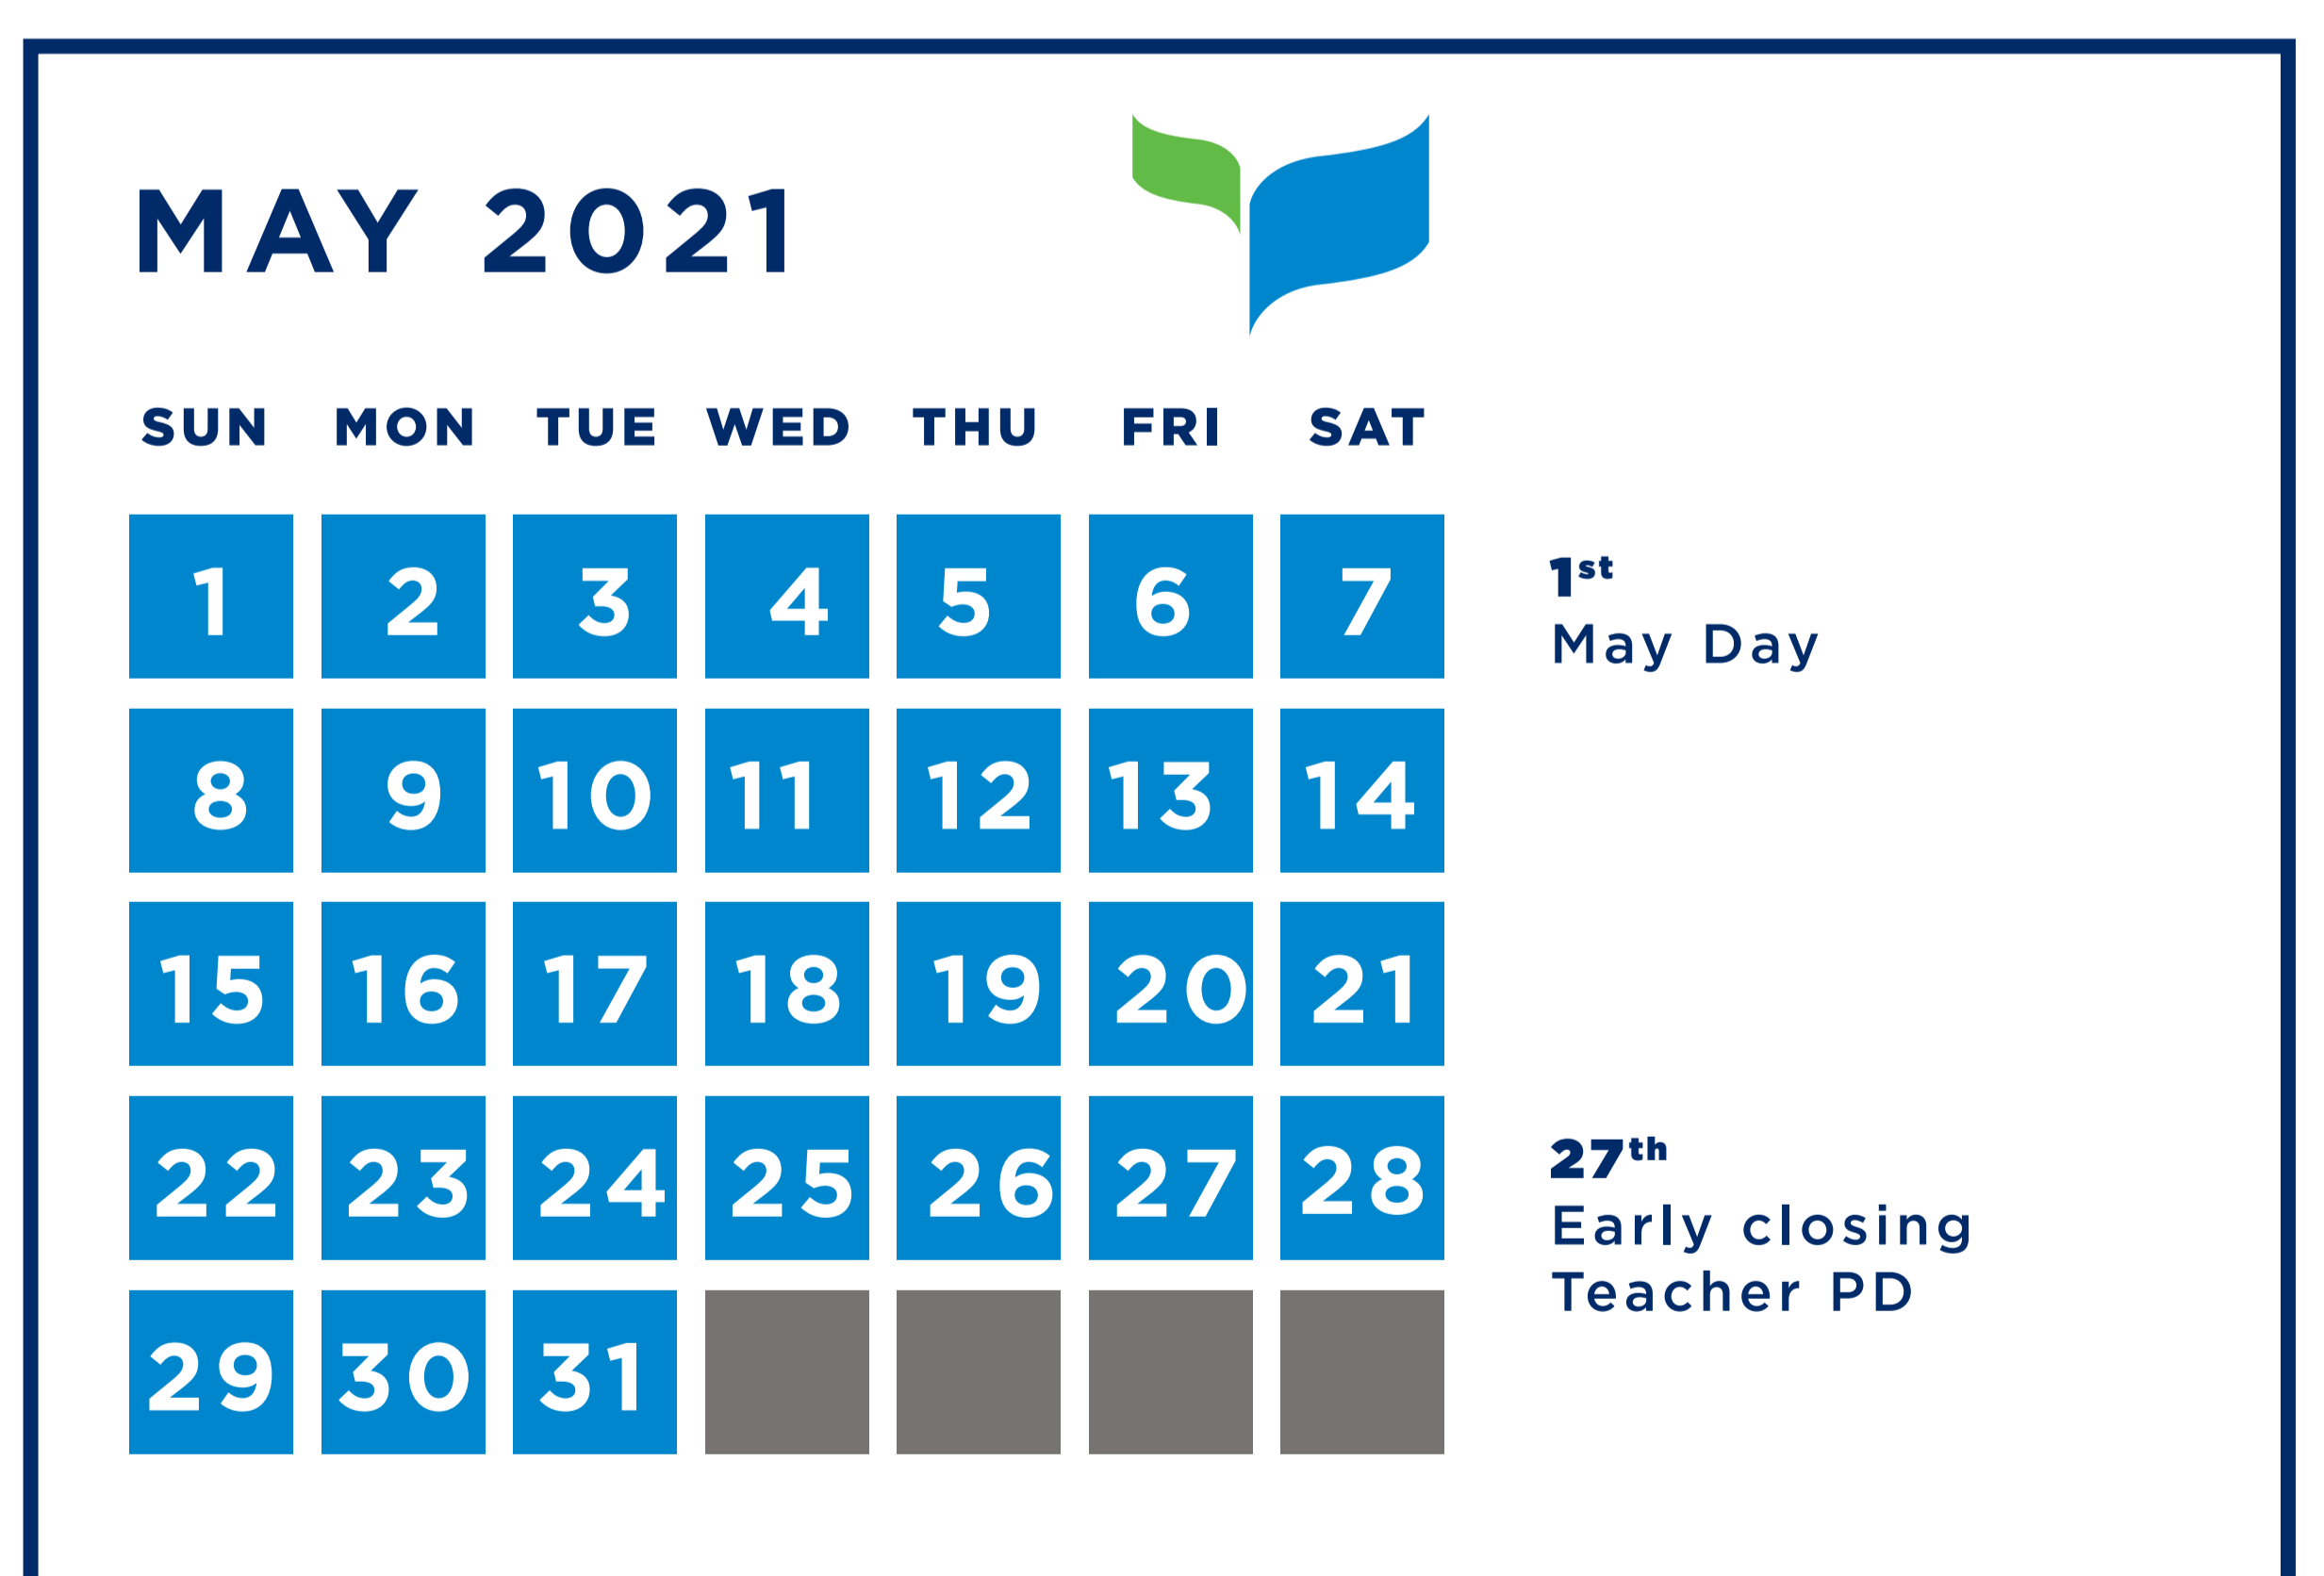 MAY 2021
SUN MON TUE WED THU FRI SAT
1 2 3 4 5 6 7
1st
May Day
8 9 10 11 12 13 14
15 16 17 18 19 20 21
22 23 24 25 26 27 28
27th
Early closing
Teacher PD
29 30 31